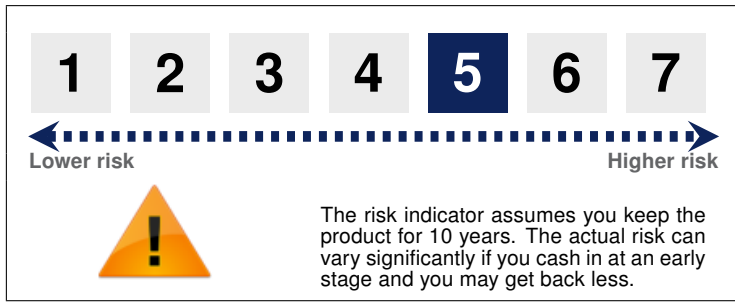 1 2 3 4 5 6 7
Lower risk Higher risk
!
The risk indicator assumes you keep the
product for 10 years. The actual risk can
vary significantly if you cash in at an early
stage and you may get back less.